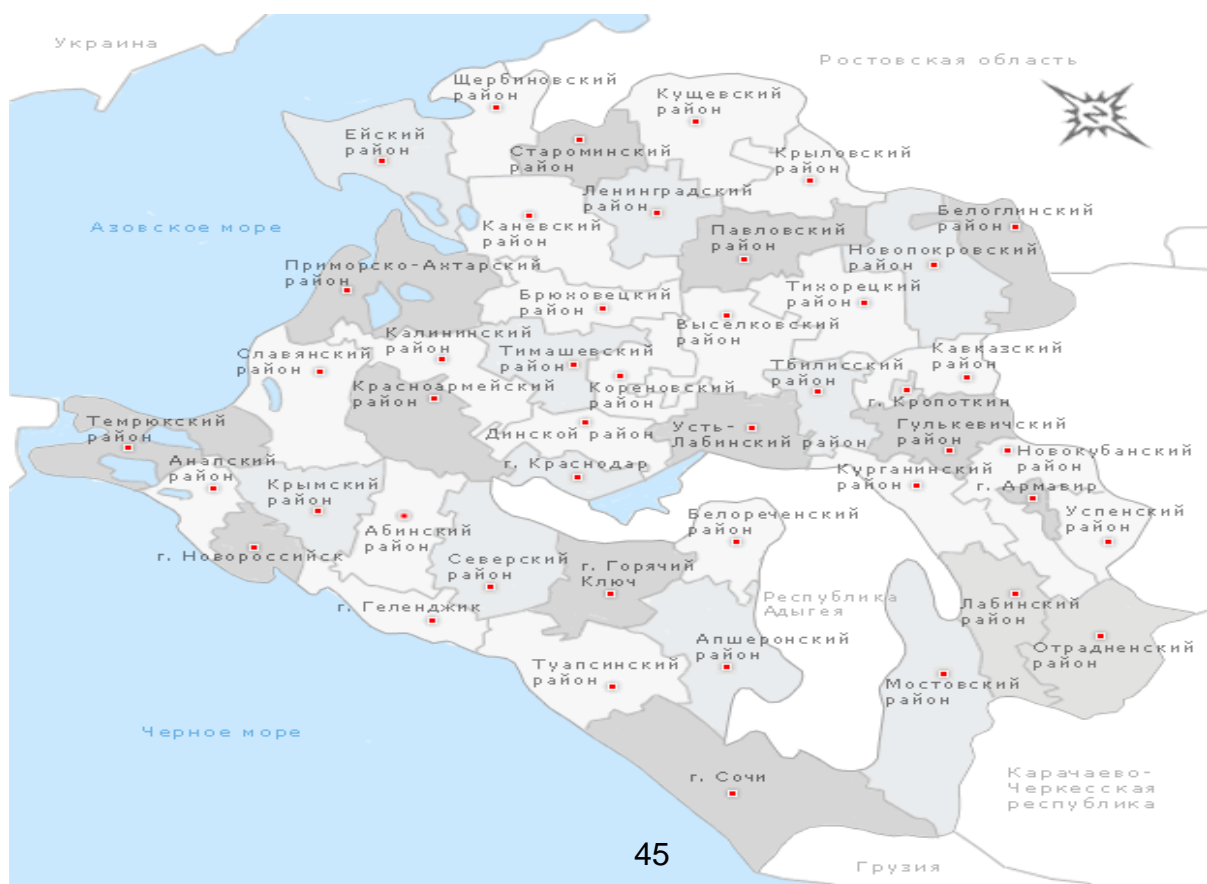 Украина
Ростовская область
Щербиновский
район
Кущевский
район
Ейский
район
Староминский
район
Крыловский
район
Ленинградский
район
Азовское море
Каневский
район
Павловский
район
Белоглинский
район
Новопокровский
район
Приморско-Ахтарский
район
Брюховецкий
район
Тихорецкий
район
Выселковский
район
Калининский
район
Славянский
район
Тимашевский
район
Тбилисский
район
Кавказский
район
Красноармейский
район
Кореновский
район
г. Кропоткин
Темрюкский
район
Динской район
Усть-
Лабинский район
Гулькевичский
район
Новокубанский
район
Анапский
район
г. Краснодар
Курганинский
район
г. Армавир
Крымский
район
Успенский
район
Абинский
район
Белореченский
район
г. Новороссийск
Северский
район
г. Горячий
Ключ
Республика
Адыгея
Лабинский
район
г. Геленджик
Апшеронский
район
Отрадненский
район
Туапсинский
район
Мостовский
район
Черное море
г. Сочи
Карачаево-
Черкесская
республика
45
Грузия